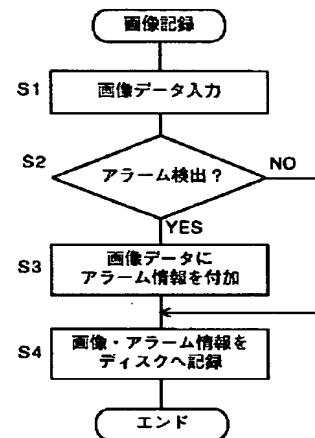 画像記録
S1
画像データ入力
S2
アラーム検出?
NO
YES
S3
画像データに
アラーム情報を付加
S4
画像・アラーム情報を
ディスクへ記録
エンド